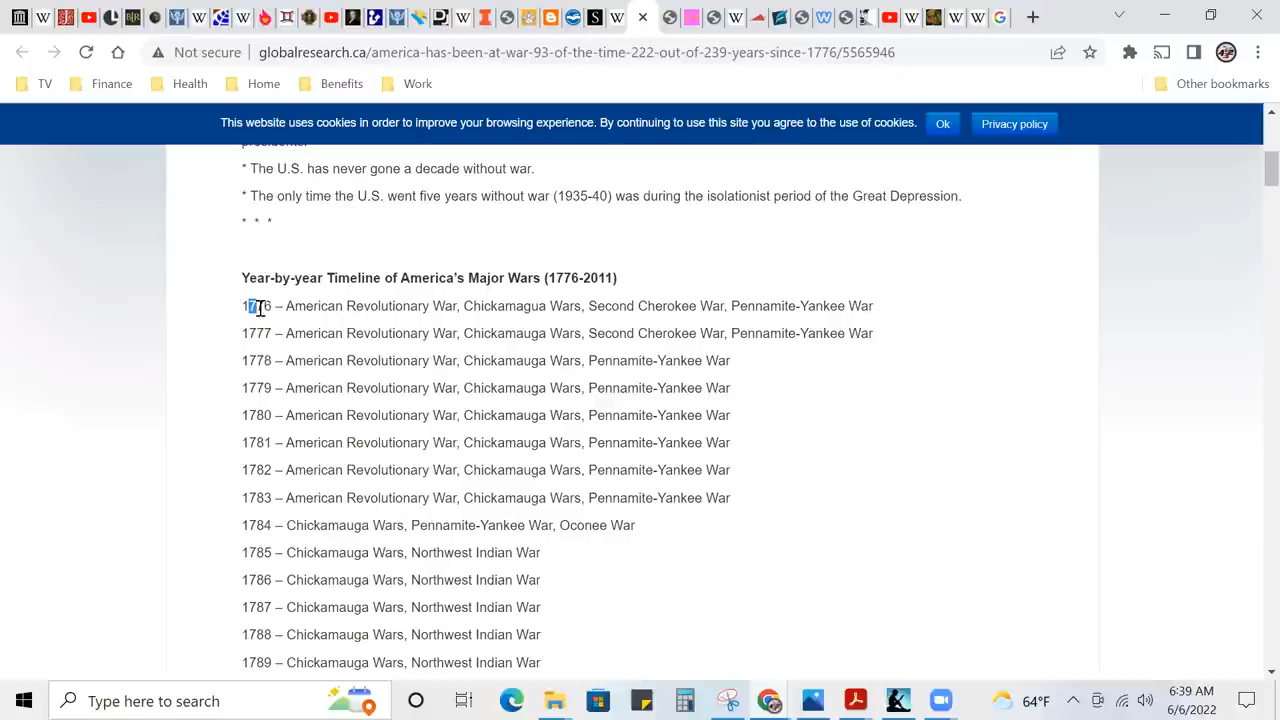 Not secure
globalresearch.ca/america-has-been-at-war-93-of-the-time-222-out-of-239-years-since-1776/5565946
TV
Finance
Health
Home
Benefits
Work
Other bookmarks
This website uses cookies in order to improve your browsing experience. By continuing to use this site you agree to the use of cookies.
Ok
Privacy policy
presidents.
* The U.S. has never gone a decade without war.
* The only time the U.S. went five years without war (1935-40) was during the isolationist period of the Great Depression.
* * *
Year-by-year Timeline of America's Major Wars (1776-2011)
1776 – American Revolutionary War, Chickamagua Wars, Second Cherokee War, Pennamite-Yankee War
1777 – American Revolutionary War, Chickamauga Wars, Second Cherokee War, Pennamite-Yankee War
1778 – American Revolutionary War, Chickamauga Wars, Pennamite-Yankee War
1779 – American Revolutionary War, Chickamauga Wars, Pennamite-Yankee War
1780 – American Revolutionary War, Chickamauga Wars, Pennamite-Yankee War
1781 – American Revolutionary War, Chickamauga Wars, Pennamite-Yankee War
1782 – American Revolutionary War, Chickamauga Wars, Pennamite-Yankee War
1783 – American Revolutionary War, Chickamauga Wars, Pennamite-Yankee War
1784 – Chickamauga Wars, Pennamite-Yankee War, Oconee War
1785 – Chickamauga Wars, Northwest Indian War
1786 – Chickamauga Wars, Northwest Indian War
1787 – Chickamauga Wars, Northwest Indian War
1788 – Chickamauga Wars, Northwest Indian War
1789 – Chickamauga Wars, Northwest Indian War
Type here to search
64°F
6:39 AM
6/6/2022